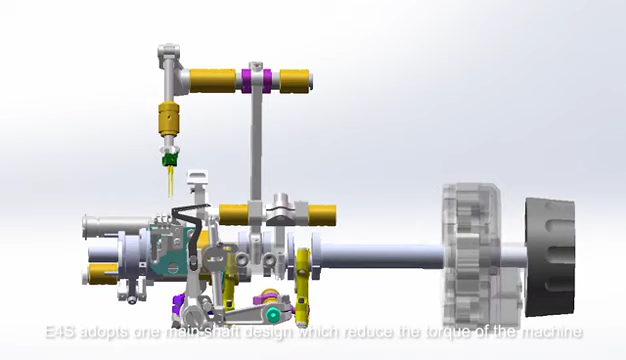 E4S adopts one main-shaft design which reduce the torque of the machine